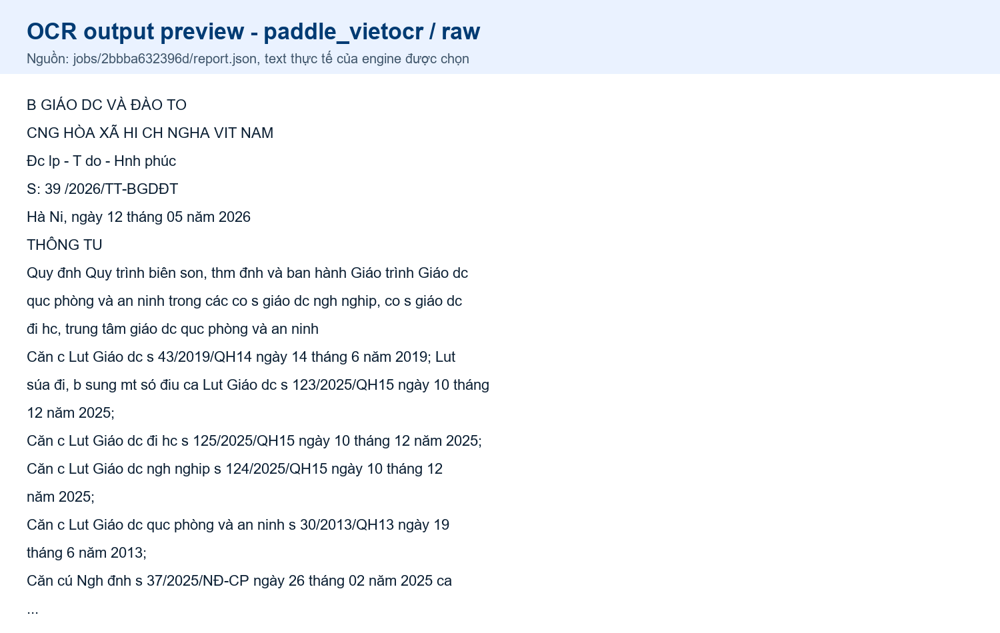 OCR output preview - paddle_vietocr / raw
Nguồn: jobs/2bbba632396d/report.json, text thực tế của engine được chọn
B GIÁO DC VÀ ĐÀO TO
CNG HÒA XÃ HI CH NGHA VIT NAM
Đc lp - T do - Hnh phúc
S: 39 /2026/TT-BGDĐT
Hà Ni, ngày 12 tháng 05 năm 2026
THÔNG TU
Quy đnh Quy trình biên son, thm đnh và ban hành Giáo trình Giáo dc
quc phòng và an ninh trong các co s giáo dc ngh nghip, co s giáo dc
đi hc, trung tâm giáo dc quc phòng và an ninh
Căn c Lut Giáo dc s 43/2019/QH14 ngày 14 tháng 6 năm 2019; Lut
súa đi, b sung mt só điu ca Lut Giáo dc s 123/2025/QH15 ngày 10 tháng
12 năm 2025;
Căn c Lut Giáo dc đi hc s 125/2025/QH15 ngày 10 tháng 12 năm 2025;
Căn c Lut Giáo dc ngh nghip s 124/2025/QH15 ngày 10 tháng 12
năm 2025;
Căn c Lut Giáo dc quc phòng và an ninh s 30/2013/QH13 ngày 19
tháng 6 năm 2013;
Căn cú Ngh đnh s 37/2025/NĐ-CP ngày 26 tháng 02 năm 2025 ca
...